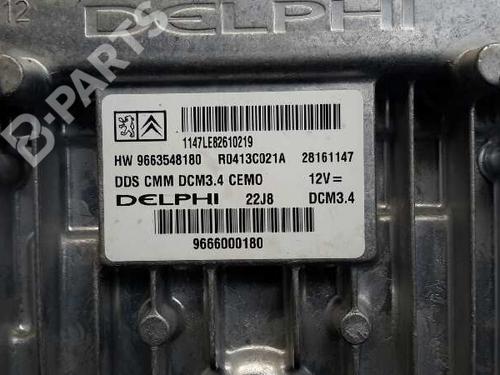 12
DELPHI
B-PARTS
1147LE82610219
HW 9663548180 R0413C021A 28161147
DDS CMM DCM3.4 CEMO 12V=
DELPHI 22J8 DCM3.4
9666000180